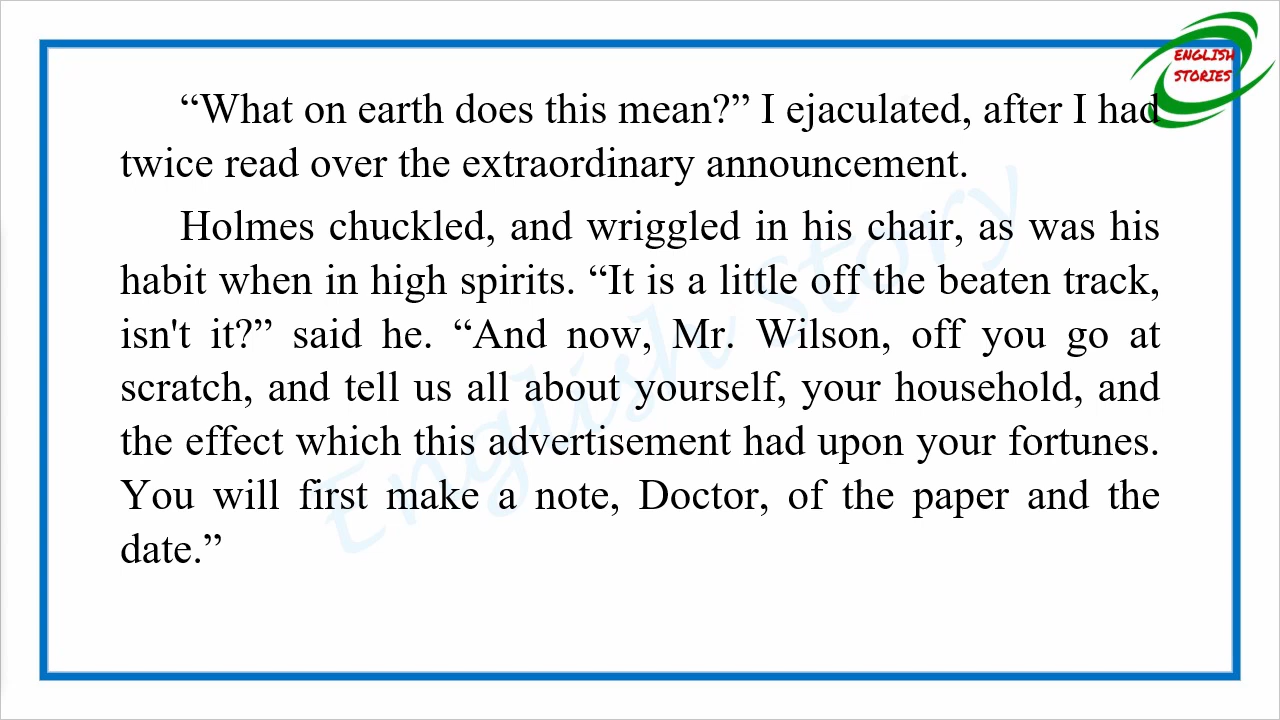 ENGLISH
STORIES
“What on earth does this mean?” I ejaculated, after I had
twice read over the extraordinary announcement.
Holmes chuckled, and wriggled in his chair, as was his
habit when in high spirits. “It is a little off the beaten track,
isn't it?” said he. “And now, Mr. Wilson, off you go at
scratch, and tell us all about yourself, your household, and
the effect which this advertisement had upon your fortunes.
You will first make a note, Doctor, of the paper and the
date.”
English Story